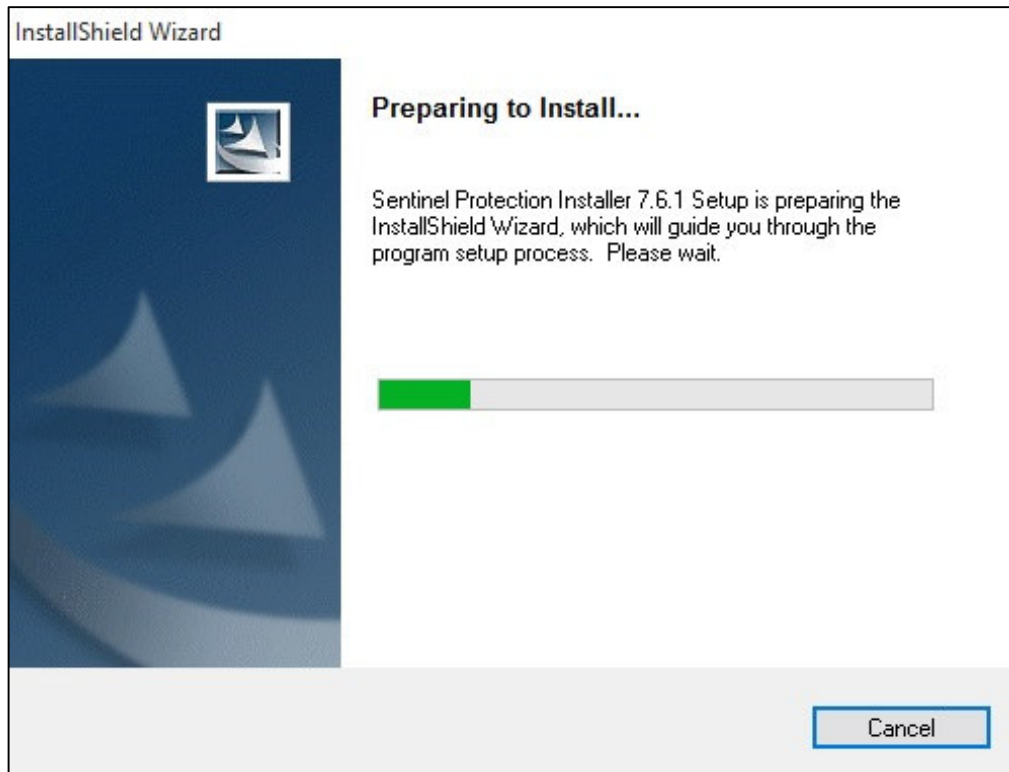 InstallShield Wizard
Preparing to Install...
Sentinel Protection Installer 7.6.1 Setup is preparing the
InstallShield Wizard, which will guide you through the
program setup process.  Please wait.
Cancel